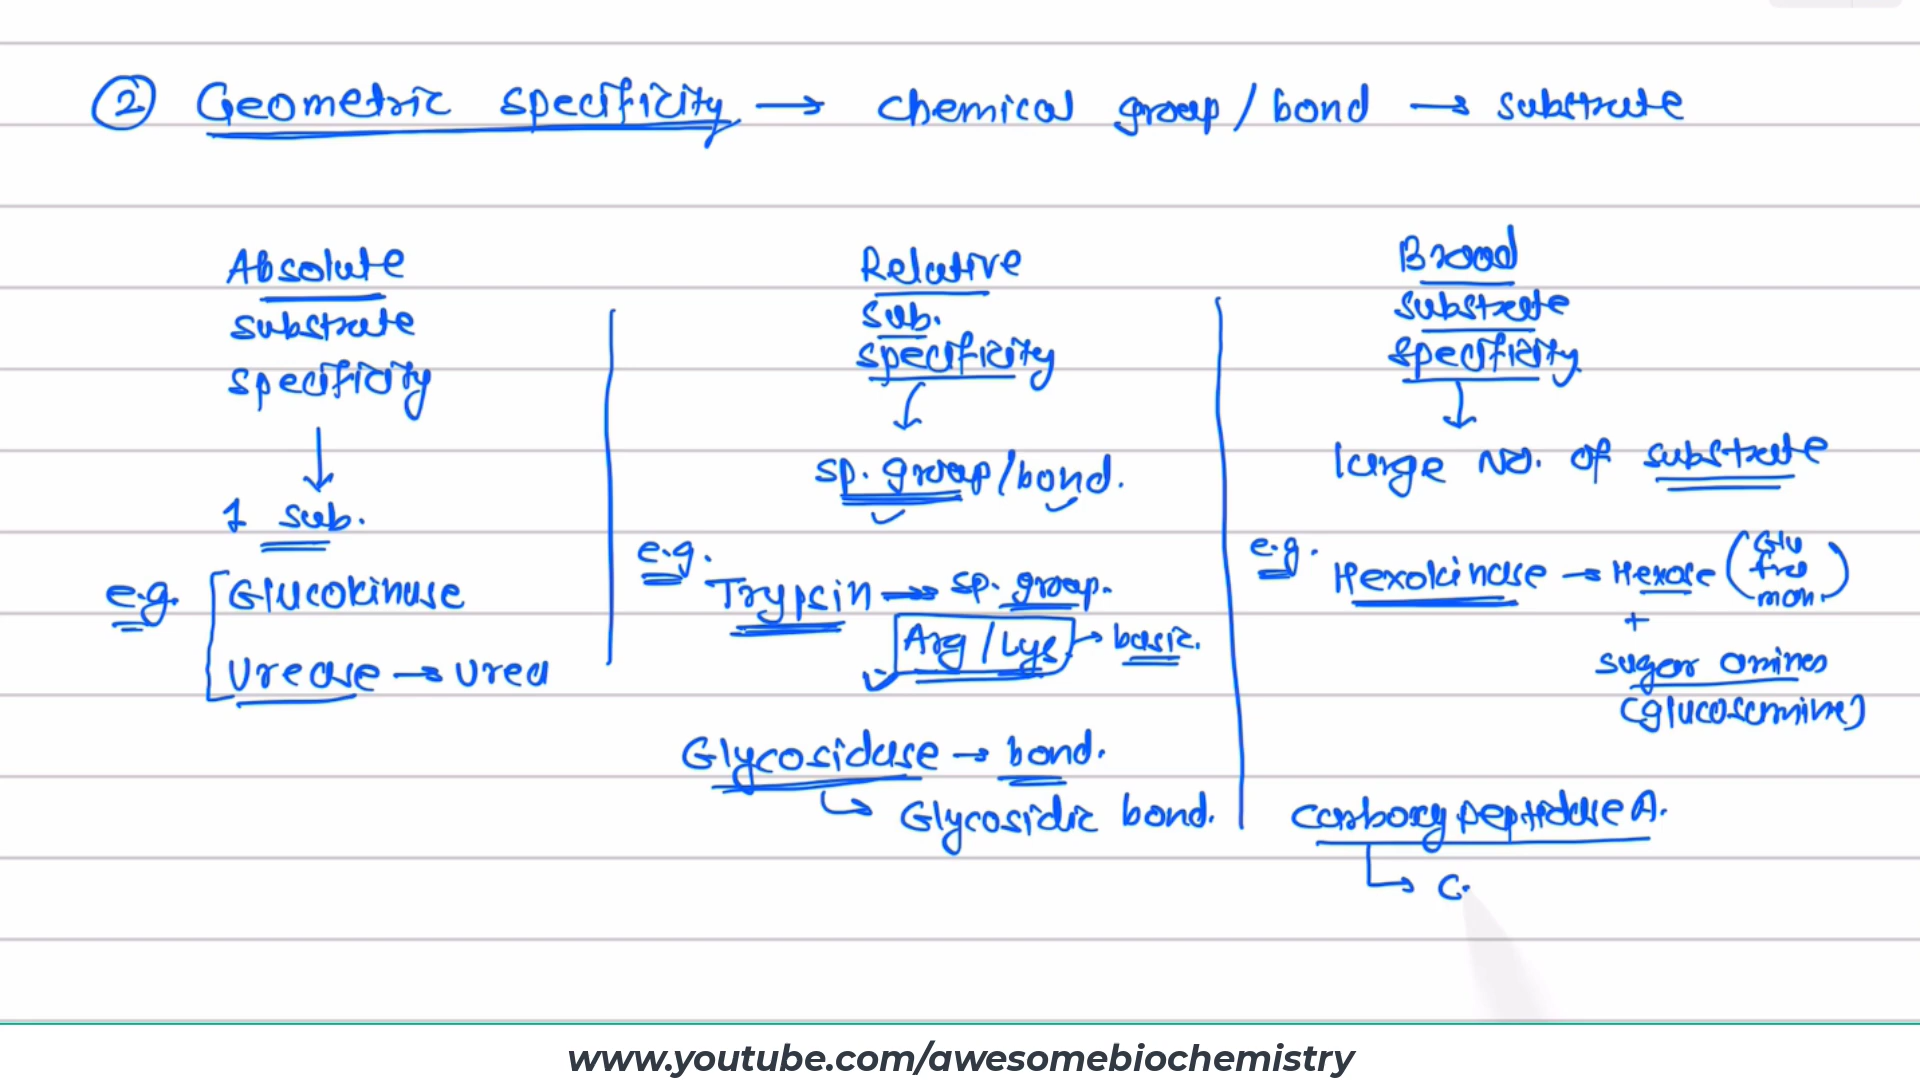 ② Geometric specificity → chemical group/bond → substrate
Absolute
substrate
specificity
↓
1 sub.
e.g. Glucokinase
Urease → Urea
Relative
sub.
specificity
↓
sp. group/bond.
e.g.
Trypsin → sp. group.
Arg/Lys → basic.
Glycosidase → bond.
↳ Glycosidic bond.
Broad
substrate
specificity
↓
large No. of substrate
e.g. Hexokinase → Hexose (Glu
fru
man.)
+
sugar amines
(glucosamine)
carboxypeptidase A.
↳ C.
www.youtube.com/awesomebiochemistry